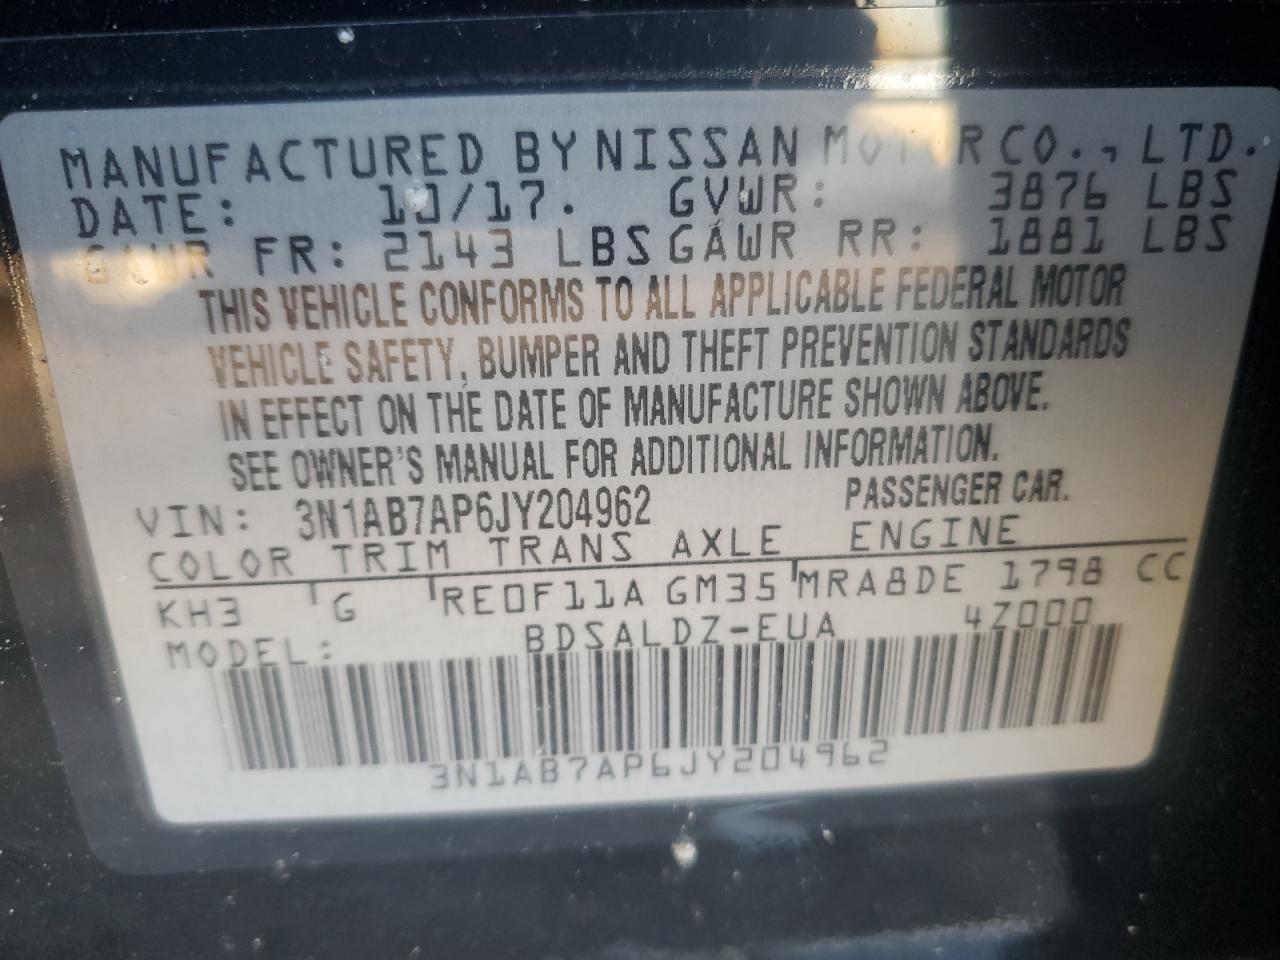 MANUFACTURED BY NISSAN MOTOR CO., LTD.
DATE: 10/17. GVWR: 3876 LBS
GAWR FR: 2143 LBS GAWR RR: 1881 LBS
THIS VEHICLE CONFORMS TO ALL APPLICABLE FEDERAL MOTOR
VEHICLE SAFETY, BUMPER AND THEFT PREVENTION STANDARDS
IN EFFECT ON THE DATE OF MANUFACTURE SHOWN ABOVE.
SEE OWNER'S MANUAL FOR ADDITIONAL INFORMATION.
VIN: 3N1AB7AP6JY204962 PASSENGER CAR.
COLOR TRIM TRANS AXLE ENGINE
KH3 G RE0F11A GM35 MRA8DE 1798 CC
MODEL: BDSALDZ-EUA 4Z000
3N1AB7AP6JY204962